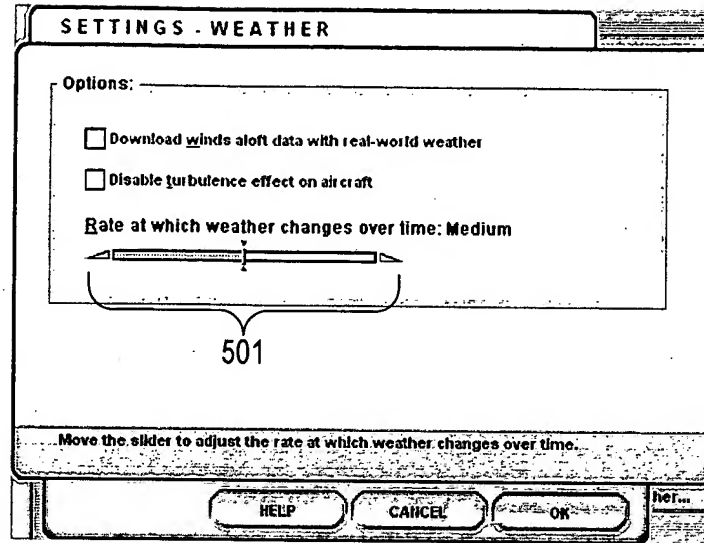 SETTINGS - WEATHER
Options:
Download winds aloft data with real-world weather
Disable turbulence effect on aircraft
Rate at which weather changes over time: Medium
501
Move the slider to adjust the rate at which weather changes over time.
her...
HELP CANCEL OK